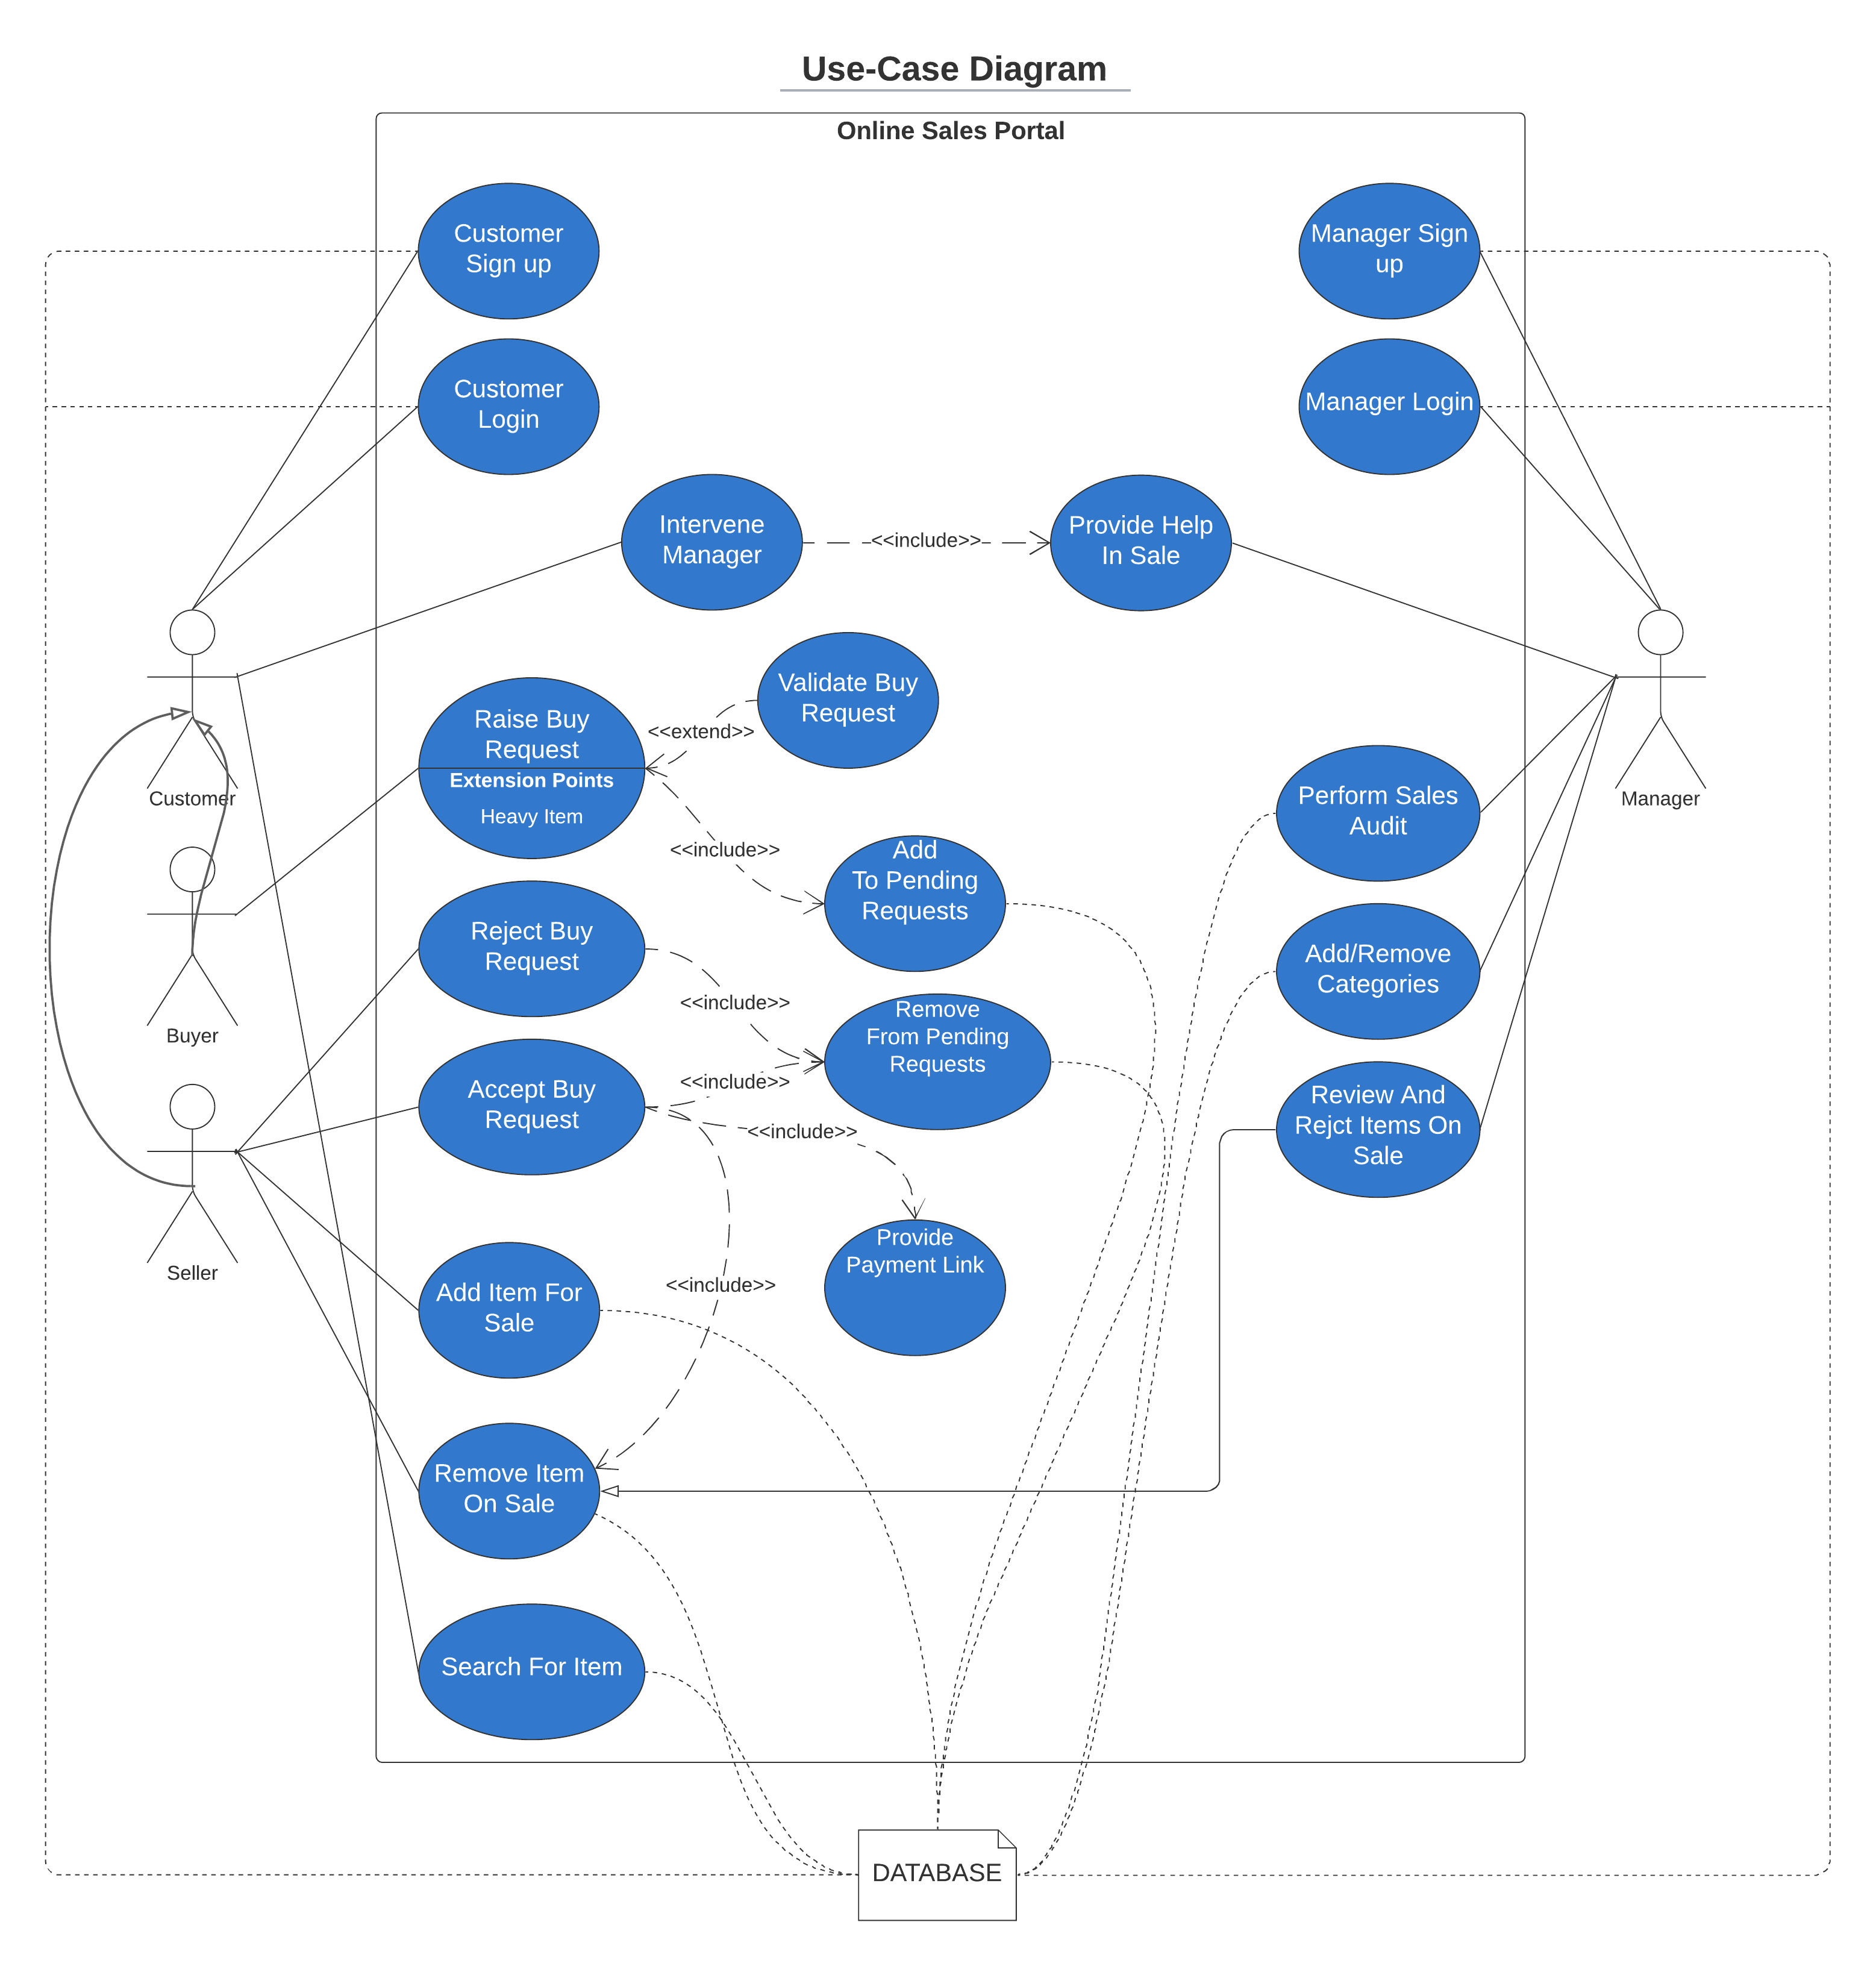 Use-Case Diagram
Online Sales Portal
Customer
Sign up
Manager Sign
up
Customer
Login
Manager Login
Intervene
Manager
<<include>>
Provide Help
In Sale
Validate Buy
Request
<<extend>>
Raise Buy
Request
Extension Points
Heavy Item
Customer
Manager
<<include>>
Add
To Pending
Requests
Perform Sales
Audit
Reject Buy
Request
Add/Remove
Categories
<<include>>
Remove
From Pending
Requests
Buyer
Accept Buy
Request
<<include>>
<<include>>
Review And
Rejct Items On
Sale
Provide
Payment Link
Seller
<<include>>
Add Item For
Sale
Remove Item
On Sale
Search For Item
DATABASE